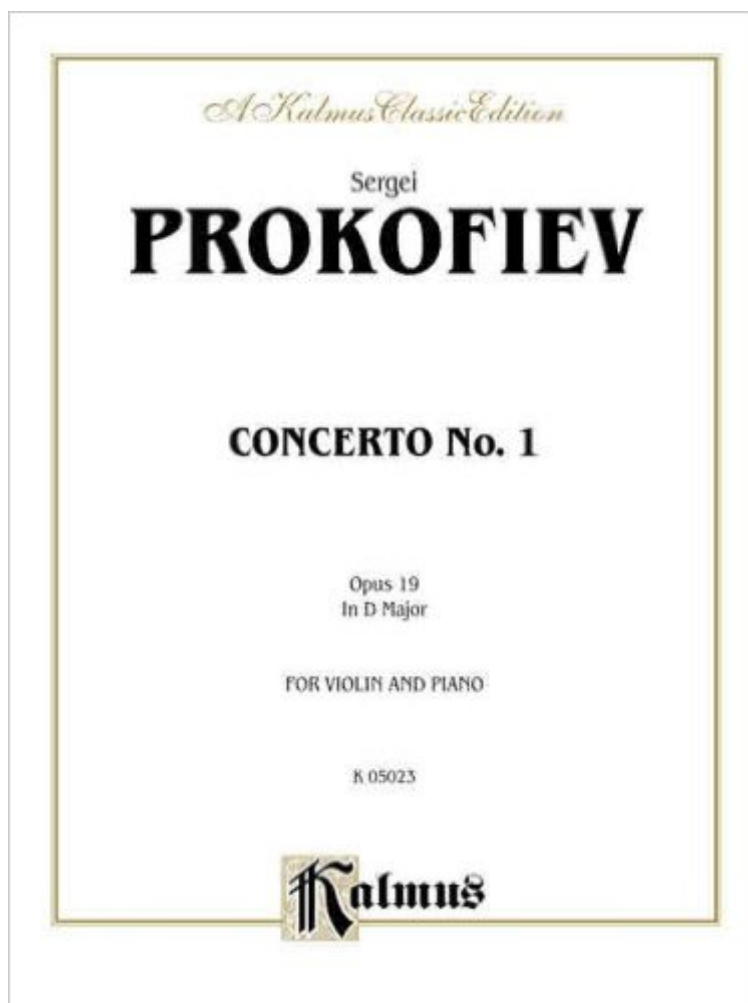 A Kalmus Classic Edition
Sergei
PROKOFIEV
CONCERTO No. 1
Opus 19
In D Major
FOR VIOLIN AND PIANO
K 05023
Kalmus